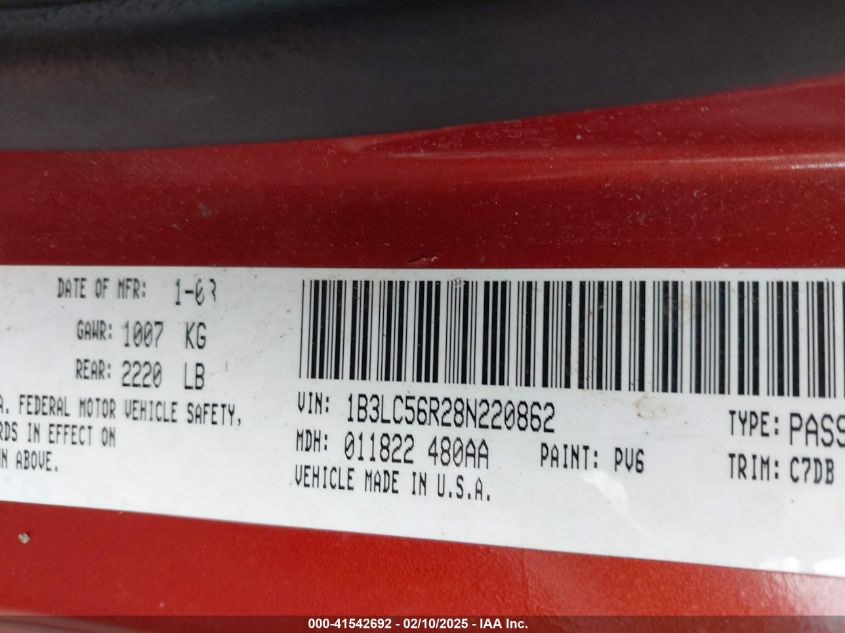 DATE OF MFR: 1-08
GAWR: 1007 KG
REAR: 2220 LB
A. FEDERAL MOTOR VEHICLE SAFETY,
RDS IN EFFECT ON
N ABOVE.
VIN: 1B3LC56R28N220862
TYPE: PASS
MDH: 011822 480AA
PAINT: PV6
TRIM: C7DB
VEHICLE MADE IN U.S.A.
000-41542692 - 02/10/2025 - IAA Inc.